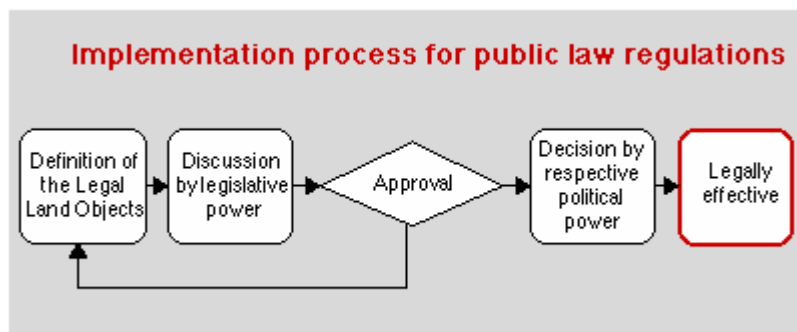 Implementation process for public law regulations
Definition of
the Legal
Land Objects
Discussion
by legislative
power
Approval
Decision by
respective
political
power
Legally
effective